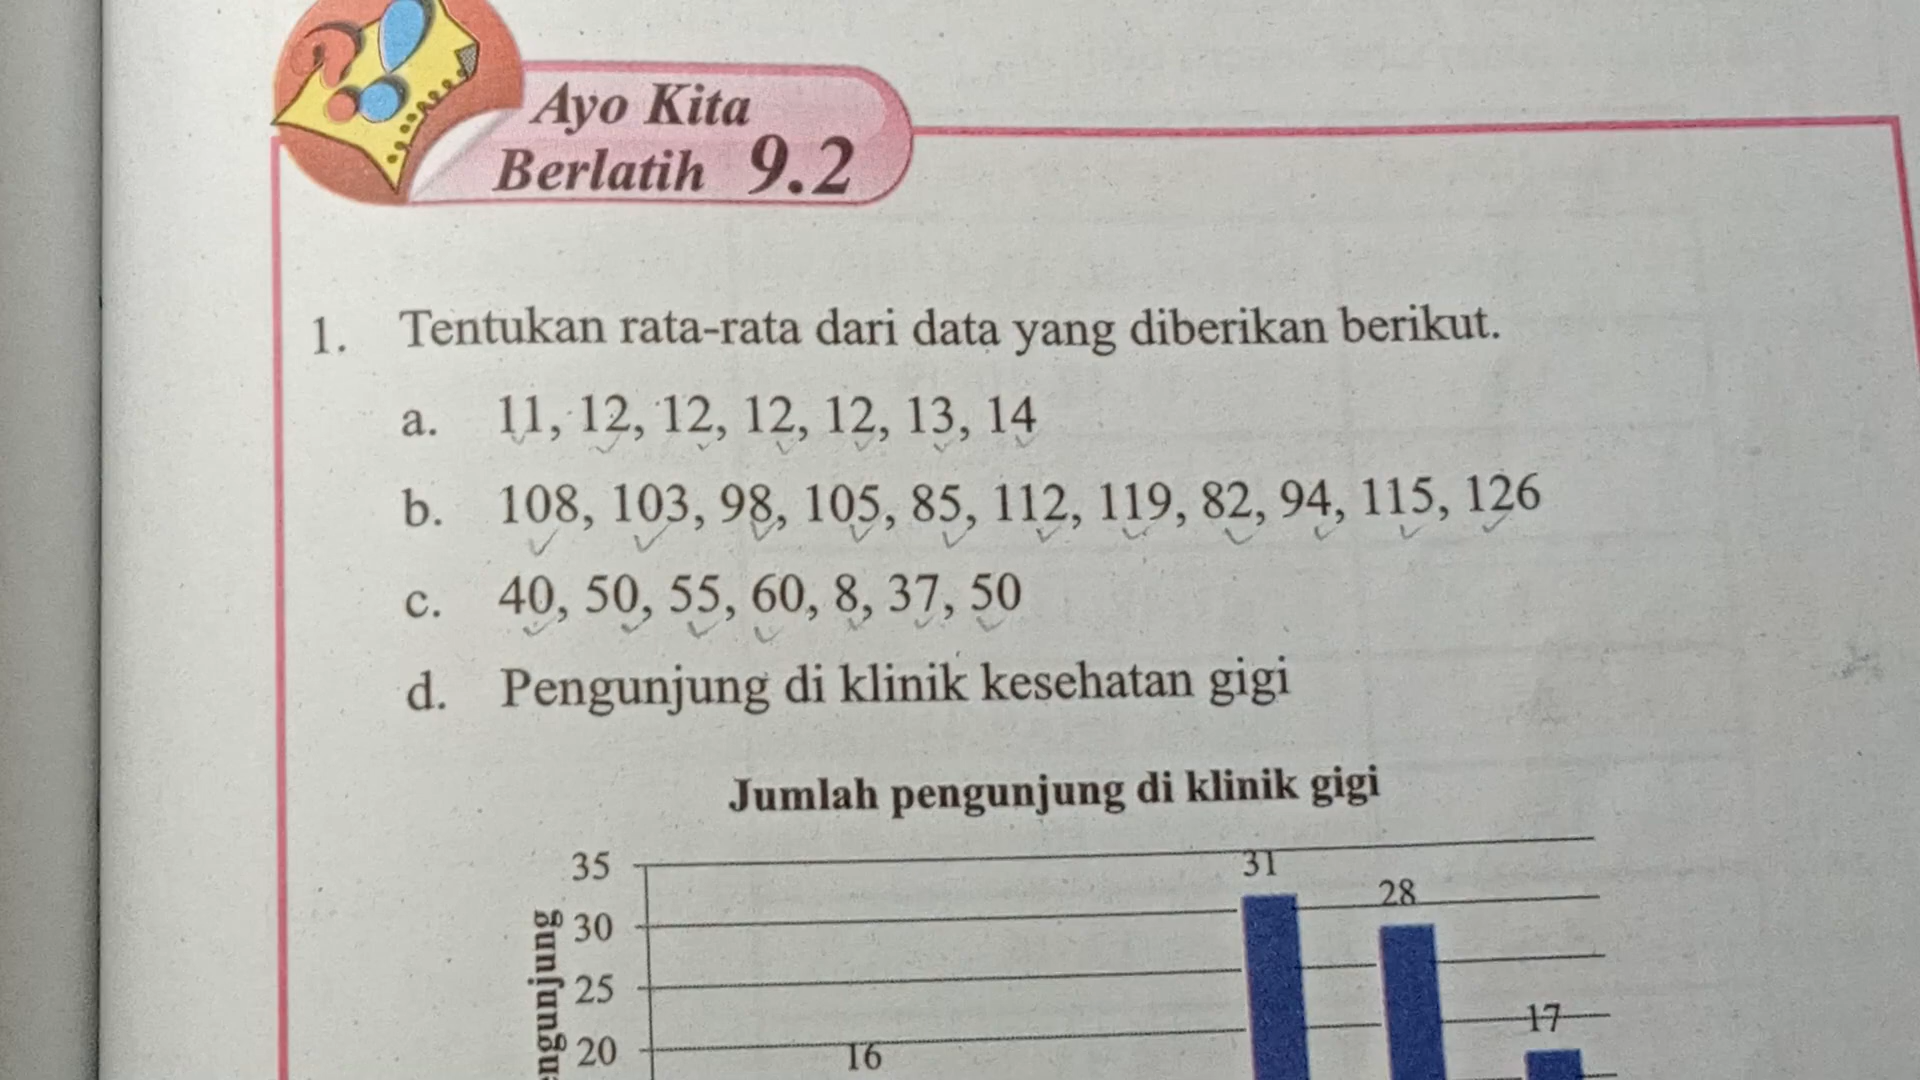 Ayo Kita
Berlatih 9.2
1. Tentukan rata-rata dari data yang diberikan berikut.
a. 11, 12, 12, 12, 12, 13, 14
b. 108, 103, 98, 105, 85, 112, 119, 82, 94, 115, 126
c. 40, 50, 55, 60, 8, 37, 50
d. Pengunjung di klinik kesehatan gigi
Jumlah pengunjung di klinik gigi
35
31
28
30
25
17
20
16